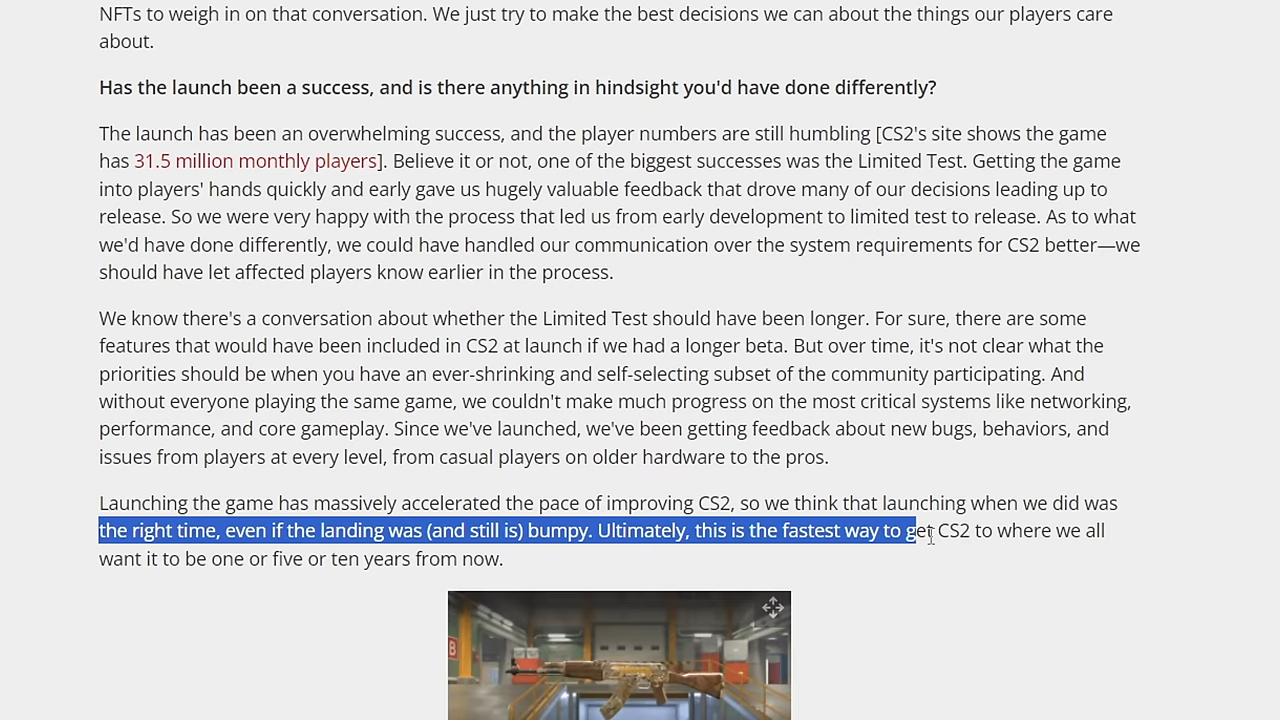 NFTs to weigh in on that conversation. We just try to make the best decisions we can about the things our players care
about.
Has the launch been a success, and is there anything in hindsight you'd have done differently?
The launch has been an overwhelming success, and the player numbers are still humbling [CS2's site shows the game
has 31.5 million monthly players]. Believe it or not, one of the biggest successes was the Limited Test. Getting the game
into players' hands quickly and early gave us hugely valuable feedback that drove many of our decisions leading up to
release. So we were very happy with the process that led us from early development to limited test to release. As to what
we'd have done differently, we could have handled our communication over the system requirements for CS2 better—we
should have let affected players know earlier in the process.
We know there's a conversation about whether the Limited Test should have been longer. For sure, there are some
features that would have been included in CS2 at launch if we had a longer beta. But over time, it's not clear what the
priorities should be when you have an ever-shrinking and self-selecting subset of the community participating. And
without everyone playing the same game, we couldn't make much progress on the most critical systems like networking,
performance, and core gameplay. Since we've launched, we've been getting feedback about new bugs, behaviors, and
issues from players at every level, from casual players on older hardware to the pros.
Launching the game has massively accelerated the pace of improving CS2, so we think that launching when we did was
the right time, even if the landing was (and still is) bumpy. Ultimately, this is the fastest way to get CS2 to where we all
want it to be one or five or ten years from now.
B